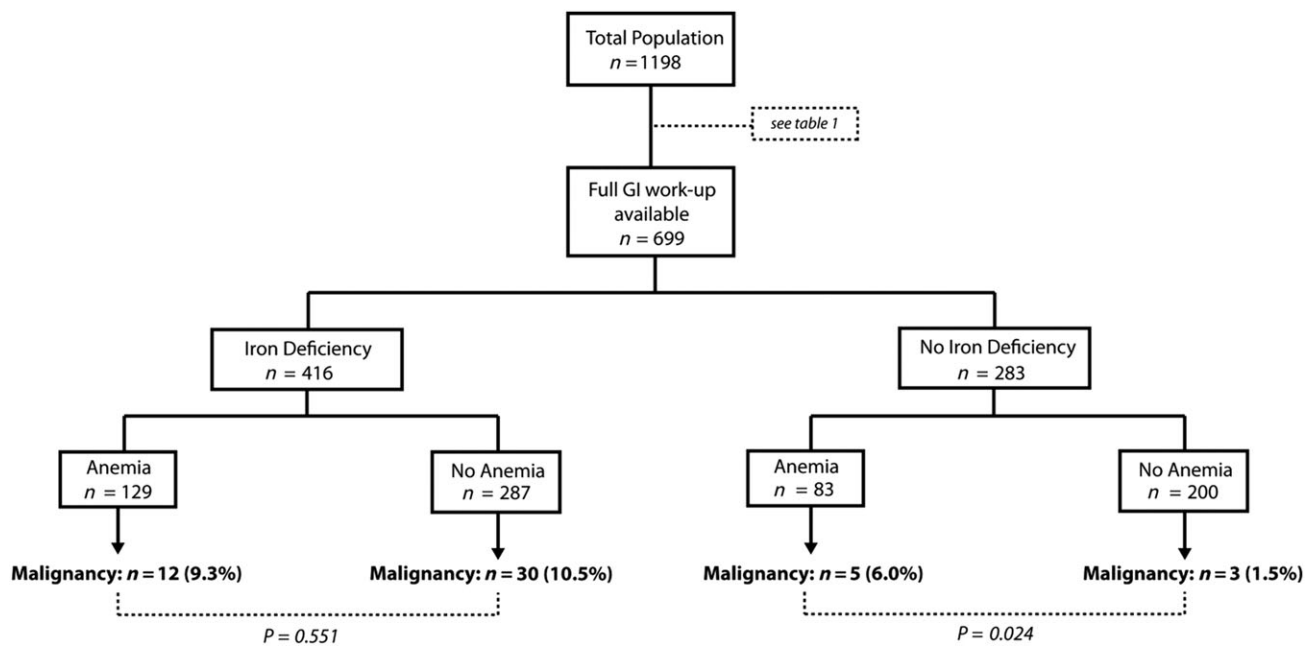 Total Population
n = 1198
see table 1
Full GI work-up
available
n = 699
Iron Deficiency
n = 416
No Iron Deficiency
n = 283
Anemia
n = 129
No Anemia
n = 287
Anemia
n = 83
No Anemia
n = 200
Malignancy: n = 12 (9.3%)
Malignancy: n = 30 (10.5%)
Malignancy: n = 5 (6.0%)
Malignancy: n = 3 (1.5%)
P = 0.551
P = 0.024